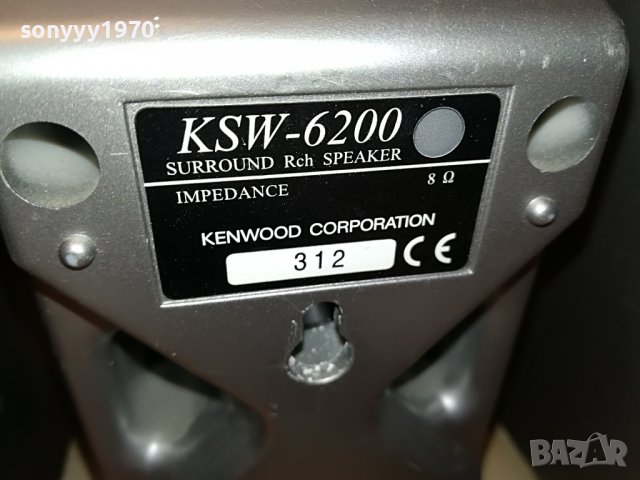 sonyyy1970
KSW-6200
SURROUND Rch SPEAKER
IMPEDANCE 8 Ω
KENWOOD CORPORATION
312 CE
BAZAR